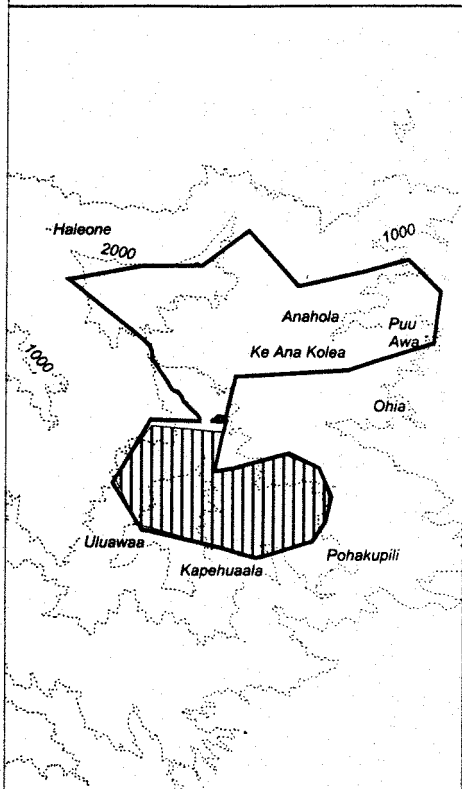 Haleone
2000
1000
Anahola
Puu
Awa
Ke Ana Kolea
1000
Ohia
Uluawaa
Pohakupili
Kapehuaala